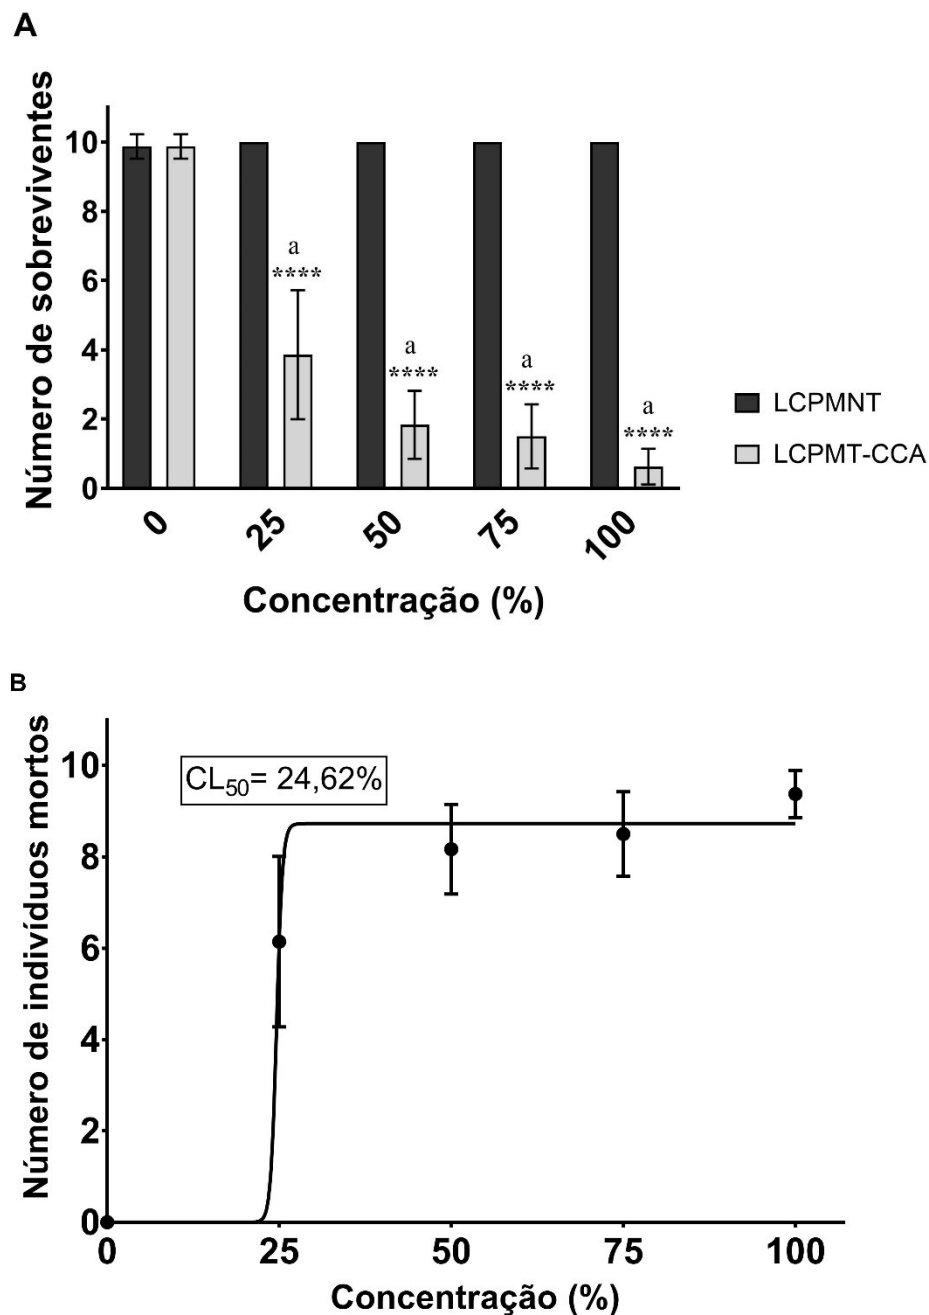 A
Número de sobreviventes
10
8
6
4
2
0
a
****
a
****
a
****
a
****
0
25
50
75
100
Concentração (%)
LCPMNT
LCPMT-CCA
B
Número de indivíduos mortos
10
8
6
4
2
0
CL50= 24,62%
0
25
50
75
100
Concentração (%)